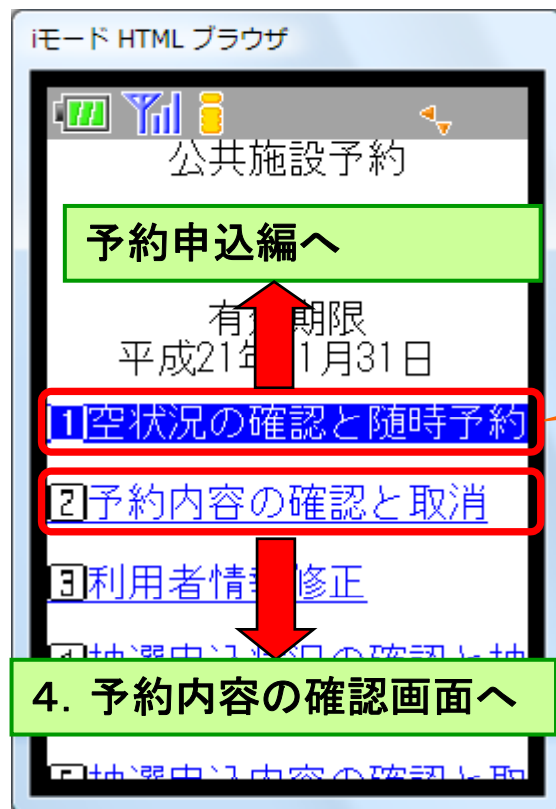 iモード HTML ブラウザ
公共施設予約
予約申込編へ
有 期限
平成21年 1月31日
1空状況の確認と随時予約
2予約内容の確認と取消
3利用者情 修正
4.予約内容の確認画面へ